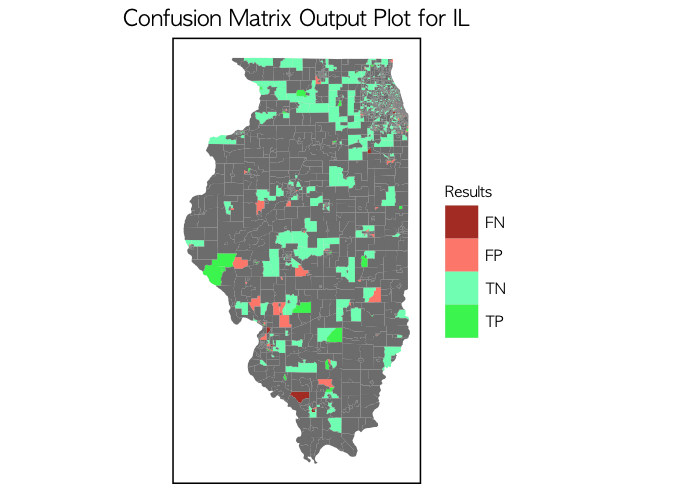 Confusion Matrix Output Plot for IL
Results
FN
FP
TN
TP